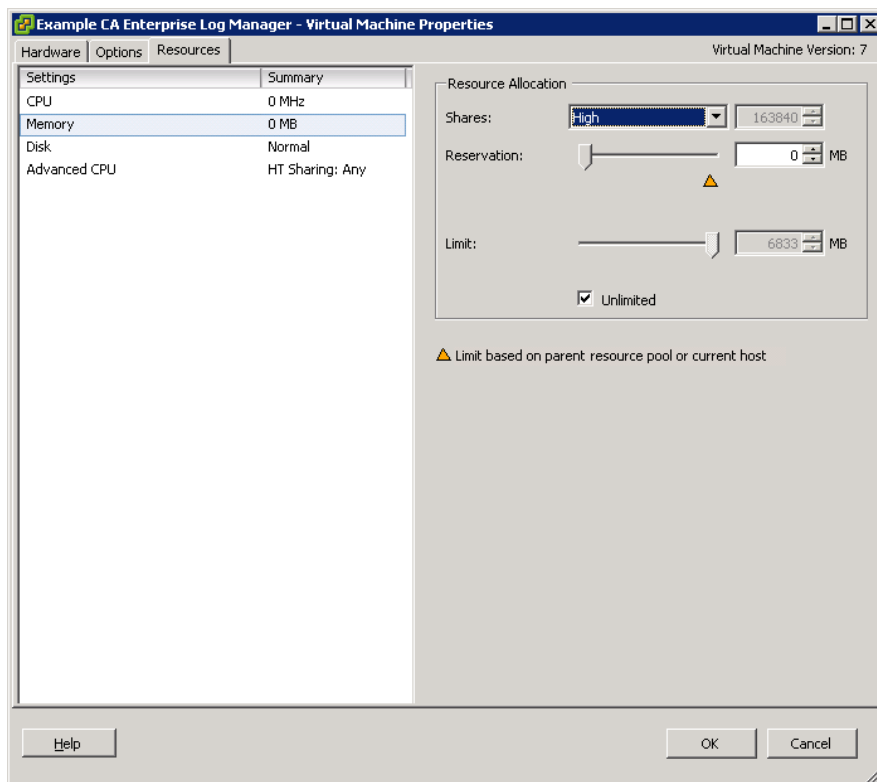 Example CA Enterprise Log Manager - Virtual Machine Properties
Hardware Options Resources Virtual Machine Version: 7
Settings Summary
CPU 0 MHz
Memory 0 MB
Disk Normal
Advanced CPU HT Sharing: Any
Resource Allocation
Shares: High 163840
Reservation: 0 MB
Limit: 6833 MB
Unlimited
Limit based on parent resource pool or current host
Help OK Cancel